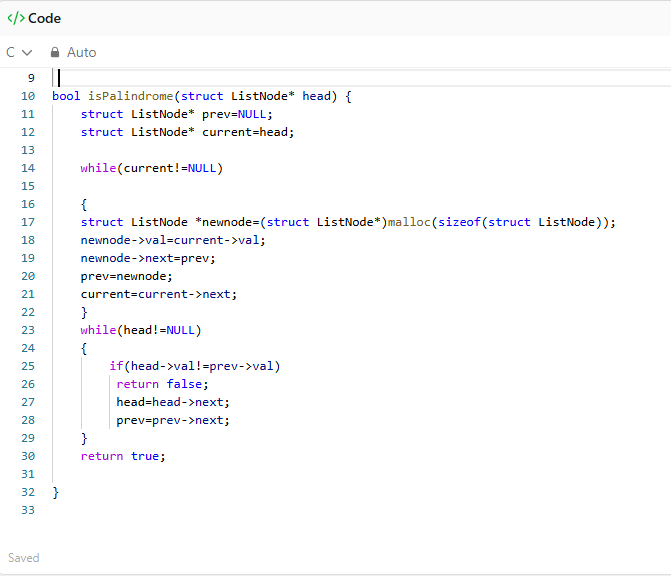 </> Code
C Auto
9
10 bool isPalindrome(struct ListNode* head) {
11     struct ListNode* prev=NULL;
12     struct ListNode* current=head;
13
14     while(current!=NULL)
15
16     {
17     struct ListNode *newnode=(struct ListNode*)malloc(sizeof(struct ListNode));
18     newnode->val=current->val;
19     newnode->next=prev;
20     prev=newnode;
21     current=current->next;
22     }
23     while(head!=NULL)
24     {
25         if(head->val!=prev->val)
26          return false;
27          head=head->next;
28          prev=prev->next;
29     }
30     return true;
31
32 }
33
Saved